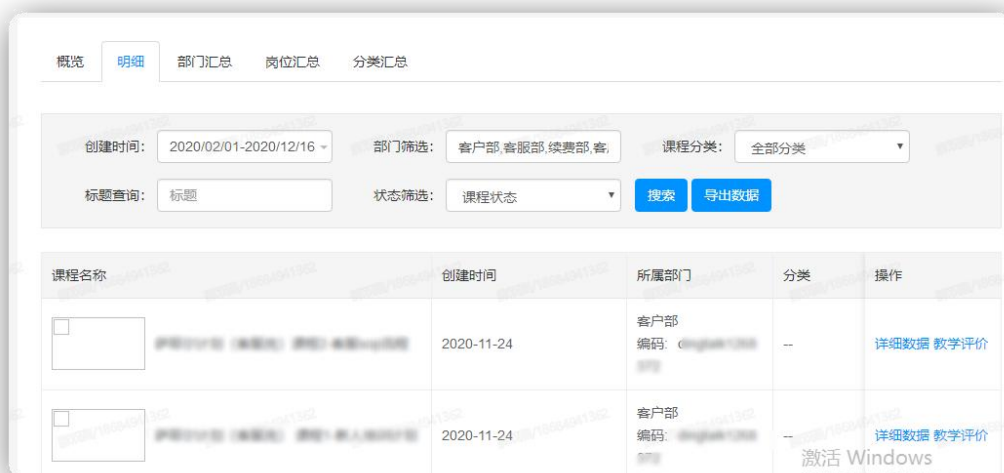 概览 明细 部门汇总 岗位汇总 分类汇总
创建时间： 2020/02/01-2020/12/16 部门筛选： 客户部,客服部,续费部,客 课程分类： 全部分类
标题查询： 标题 状态筛选： 课程状态 搜索 导出数据
课程名称 创建时间 所属部门 分类 操作
客户部
2020-11-24 编码: -- 详细数据 教学评价
客户部
2020-11-24 编码: -- 详细数据 教学评价
激活 Windows